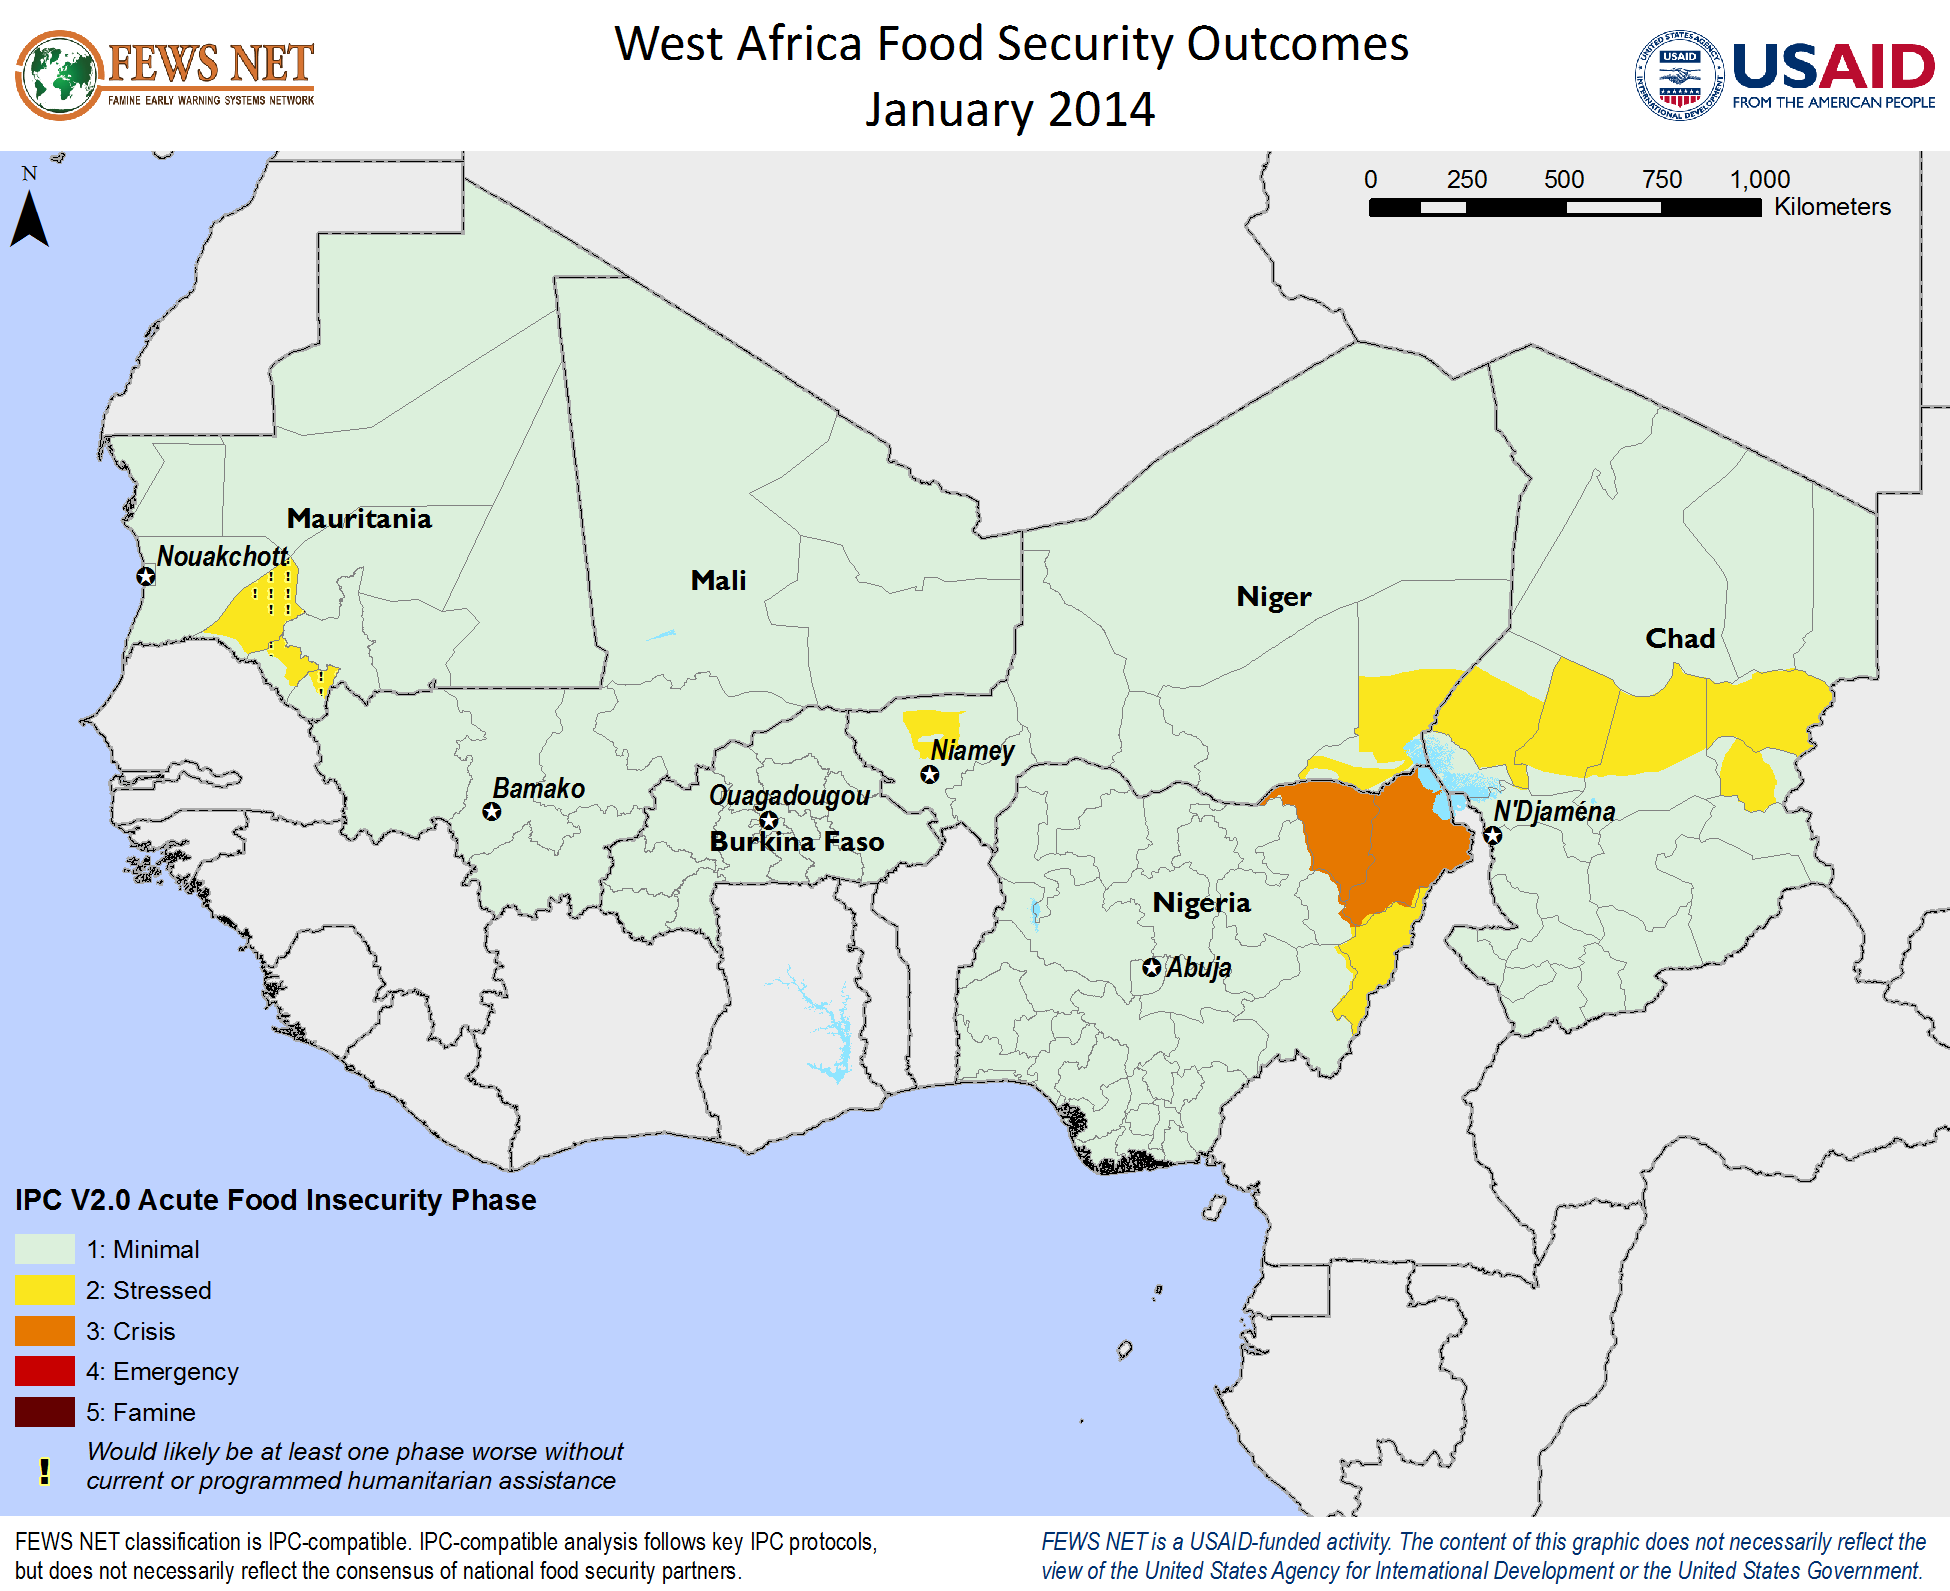 FEWS NET
FAMINE EARLY WARNING SYSTEMS NETWORK
West Africa Food Security Outcomes
January 2014
UNITED STATES AGENCY
USAID
INTERNATIONAL DEVELOPMENT
USAID
FROM THE AMERICAN PEOPLE
N
0 250 500 750 1,000
Kilometers
Mauritania
Nouakchott
Mali
Niger
Chad
Niamey
Bamako
Ouagadougou
Burkina Faso
N'Djaména
Nigeria
Abuja
IPC V2.0 Acute Food Insecurity Phase
1: Minimal
2: Stressed
3: Crisis
4: Emergency
5: Famine
! Would likely be at least one phase worse without
current or programmed humanitarian assistance
FEWS NET classification is IPC-compatible. IPC-compatible analysis follows key IPC protocols,
but does not necessarily reflect the consensus of national food security partners.
FEWS NET is a USAID-funded activity. The content of this graphic does not necessarily reflect the
view of the United States Agency for International Development or the United States Government.